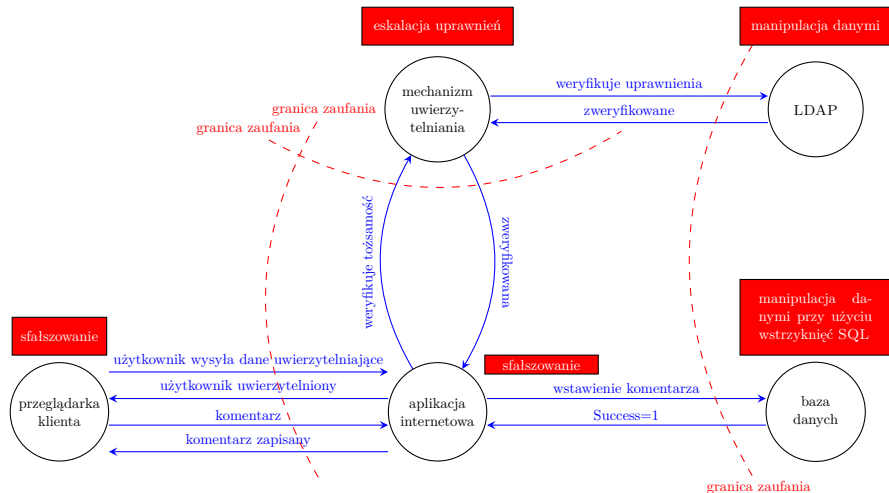 eskalacja uprawnień
manipulacja danymi
mechanizm
uwierzy-
telniania
weryfikuje uprawnienia
zweryfikowane
LDAP
granica zaufania
granica zaufania
weryfikuje tożsamość
zweryfikowana
manipulacja da-
nymi przy użyciu
wstrzyknięć SQL
sfałszowanie
użytkownik wysyła dane uwierzytelniające
sfałszowanie
użytkownik uwierzytelniony
wstawienie komentarza
przeglądarka
klienta
aplikacja
internetowa
baza
danych
komentarz
Success=1
komentarz zapisany
granica zaufania